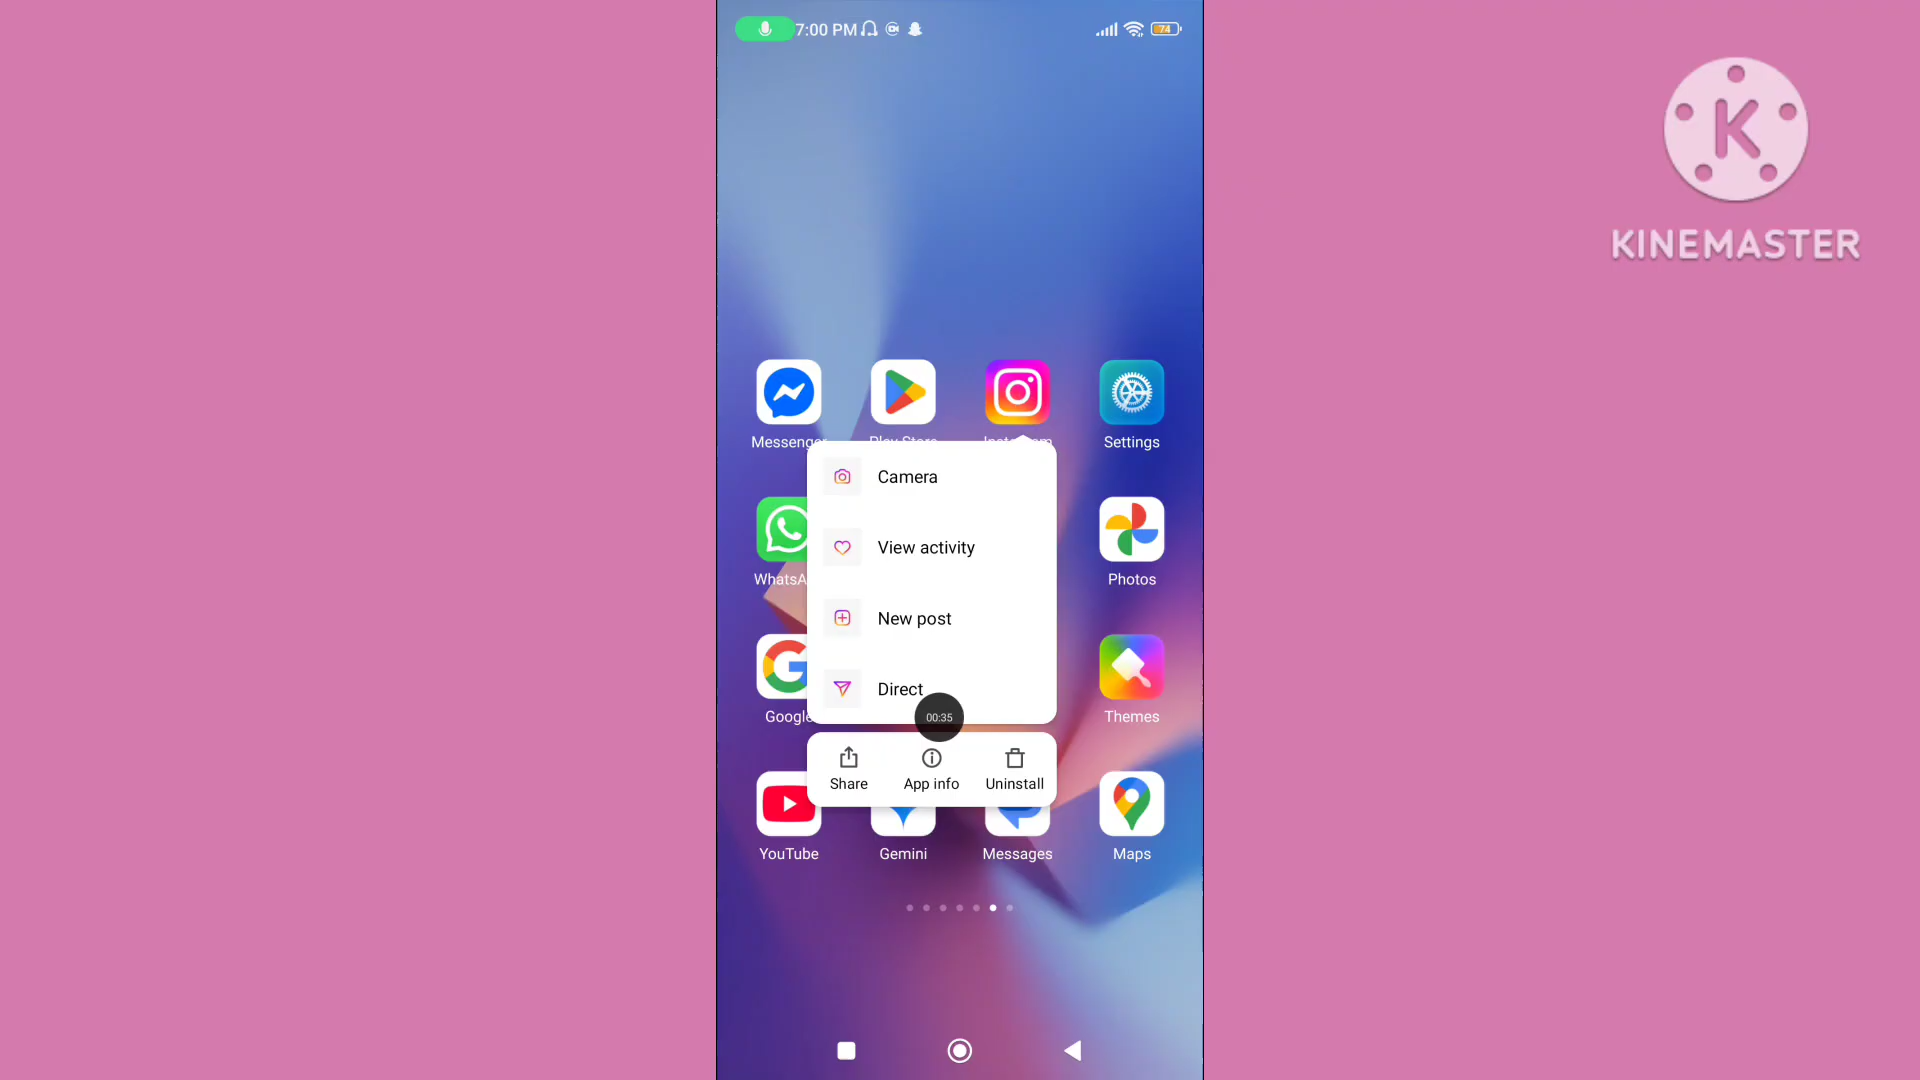 7:00 PM
74
K
KINEMASTER
Messenger
Settings
Camera
View activity
Photos
New post
Direct
00:35
Google
Themes
Share
App info
Uninstall
YouTube
Gemini
Messages
Maps